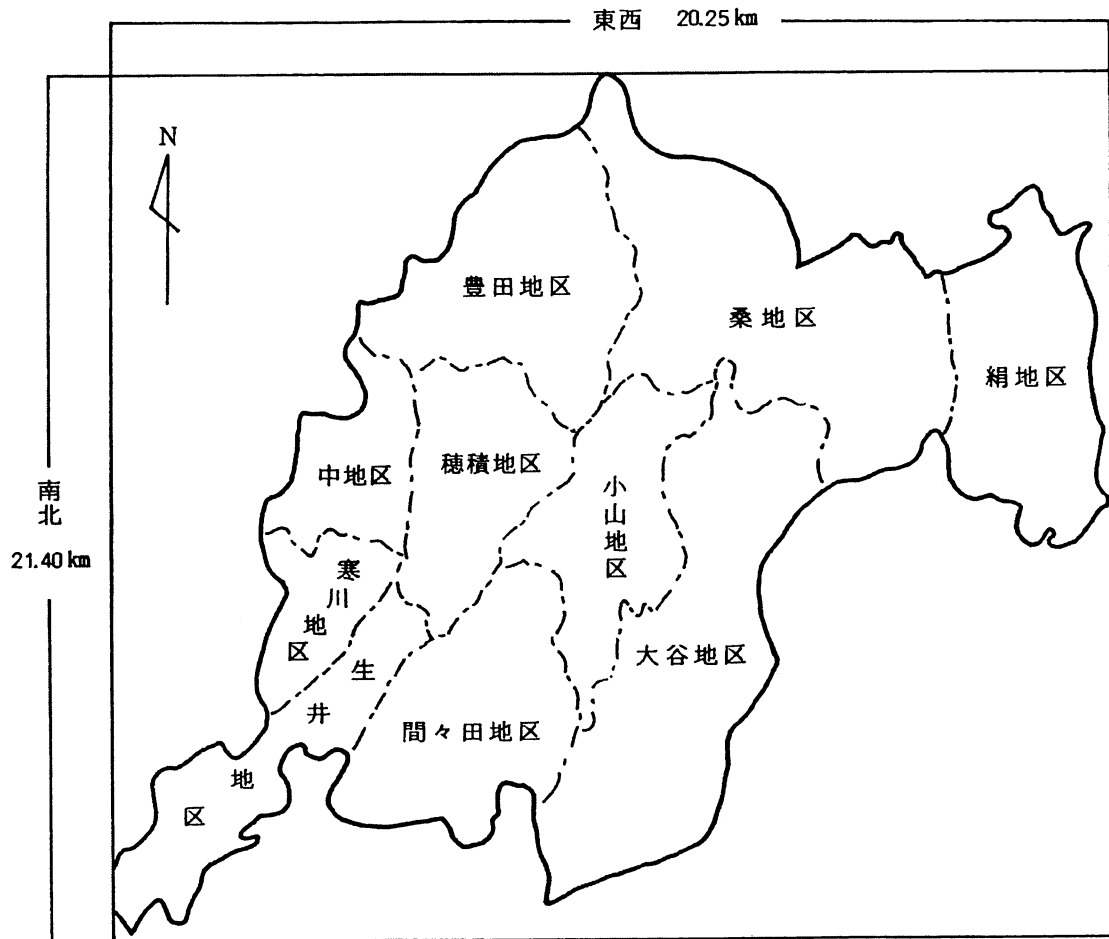 東西 20.25km
N
豊田地区
桑地区
絹地区
中地区
穂積地区
小山地区
南北
21.40km
寒川地区
大谷地区
生井地区
間々田地区